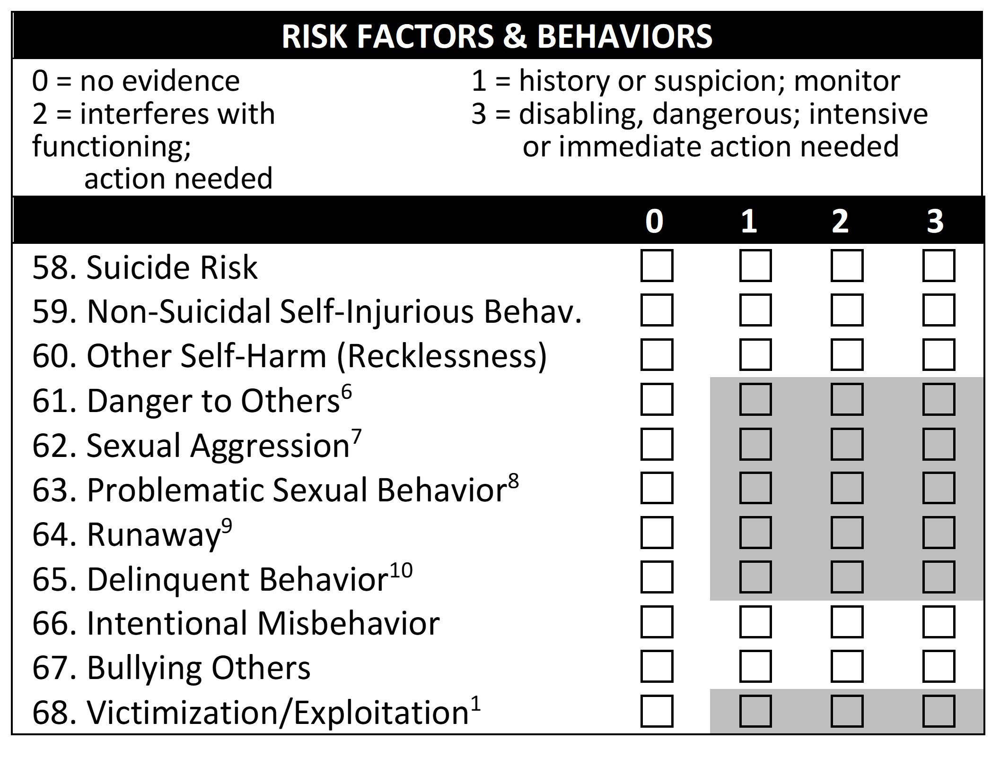 RISK FACTORS & BEHAVIORS
0 = no evidence
2 = interferes with
functioning;
action needed
1 = history or suspicion; monitor
3 = disabling, dangerous; intensive
or immediate action needed
0 1 2 3
58. Suicide Risk
59. Non-Suicidal Self-Injurious Behav.
60. Other Self-Harm (Recklessness)
61. Danger to Others⁶
62. Sexual Aggression⁷
63. Problematic Sexual Behavior⁸
64. Runaway⁹
65. Delinquent Behavior¹⁰
66. Intentional Misbehavior
67. Bullying Others
68. Victimization/Exploitation¹